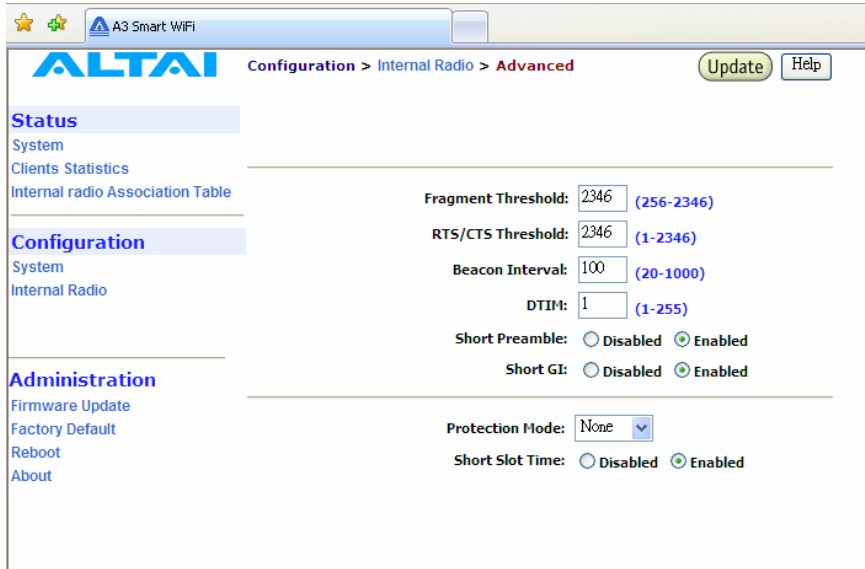 A3 Smart WiFi
ALTAI
Configuration > Internal Radio > Advanced
Update
Help
Status
System
Clients Statistics
Internal radio Association Table
Configuration
System
Internal Radio
Administration
Firmware Update
Factory Default
Reboot
About
Fragment Threshold: 2346 (256-2346)
RTS/CTS Threshold: 2346 (1-2346)
Beacon Interval: 100 (20-1000)
DTIM: 1 (1-255)
Short Preamble: Disabled Enabled
Short GI: Disabled Enabled
Protection Mode: None
Short Slot Time: Disabled Enabled